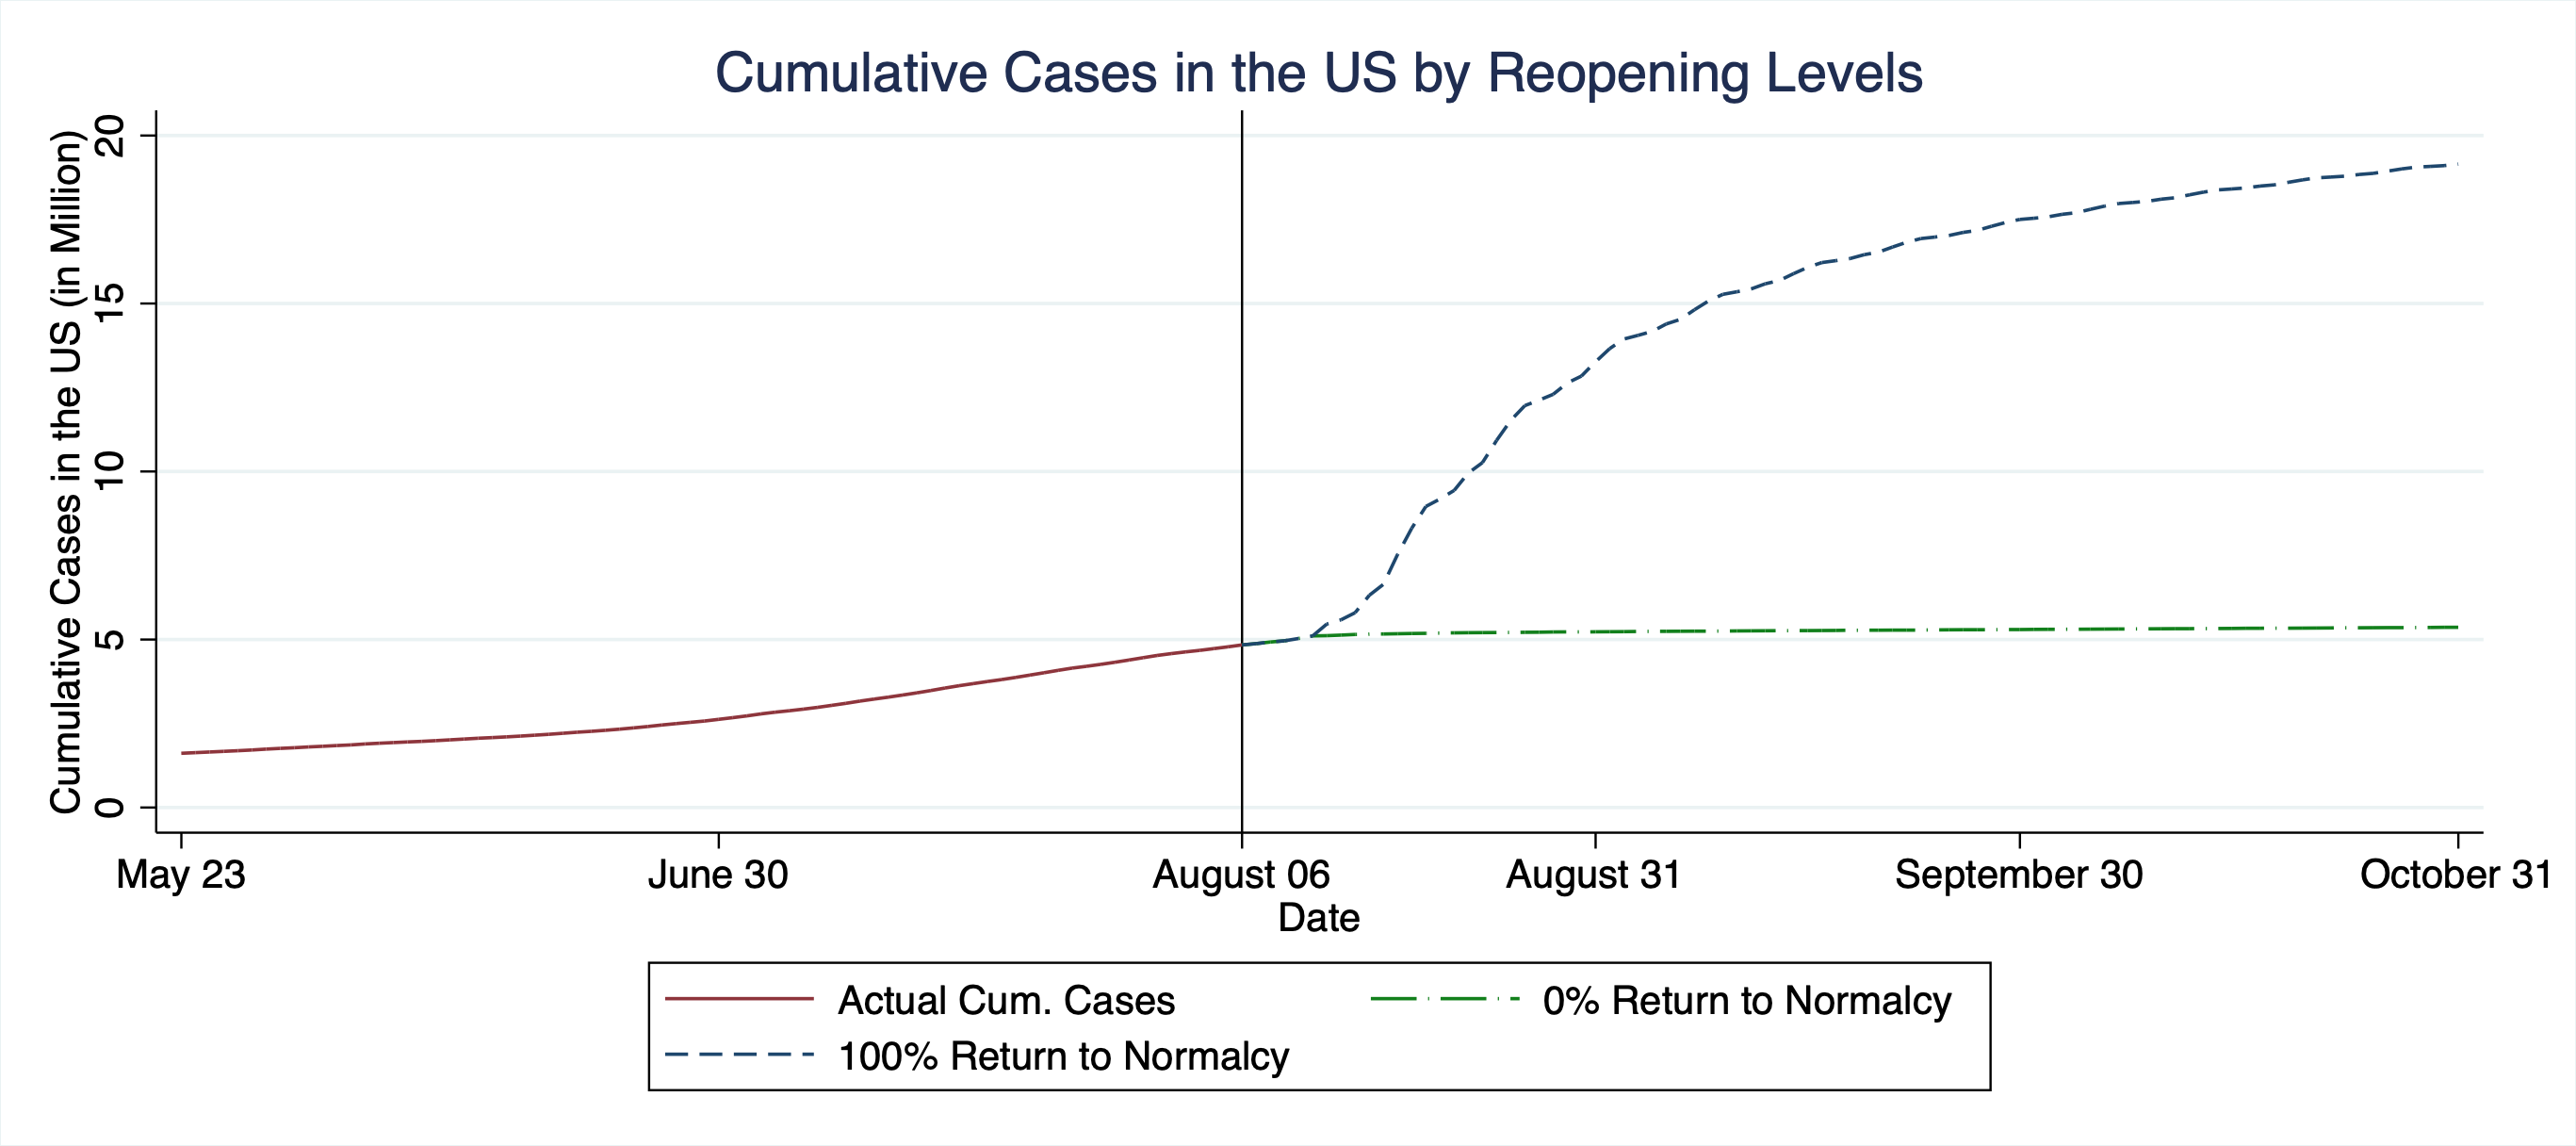 Cumulative Cases in the US by Reopening Levels
Cumulative Cases in the US (in Million)
20
15
10
5
0
May 23
June 30
August 06
August 31
September 30
October 31
Date
Actual Cum. Cases
0% Return to Normalcy
100% Return to Normalcy